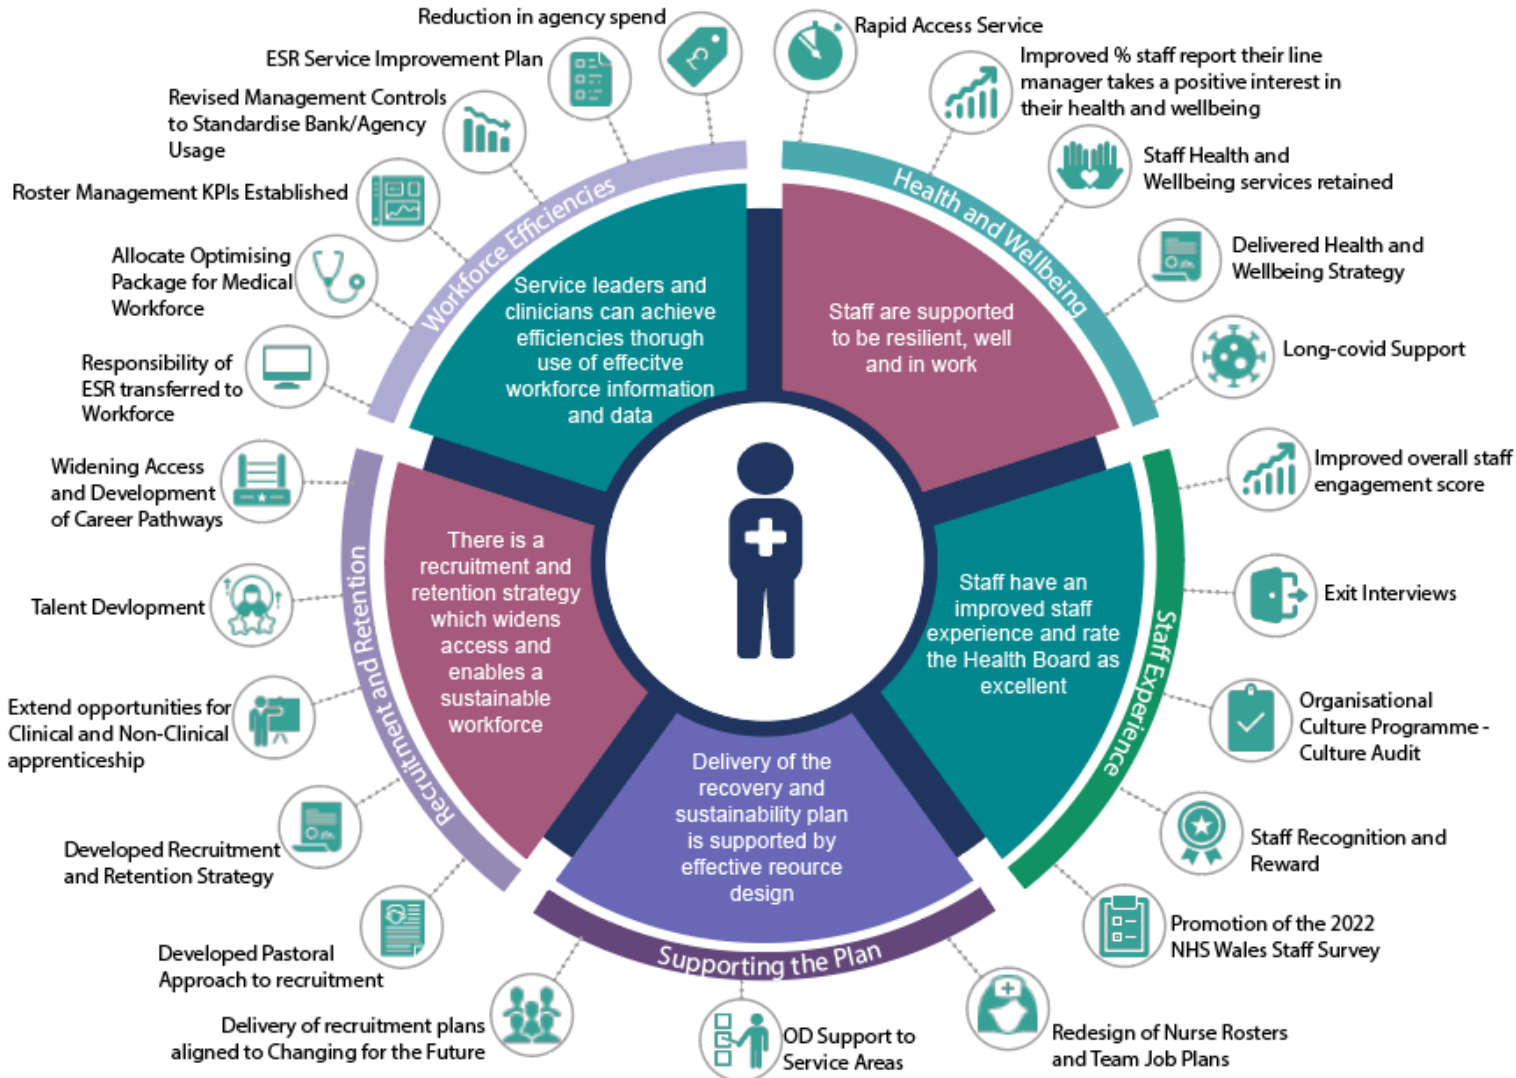 Reduction in agency spend
ESR Service Improvement Plan
Revised Management Controls
to Standardise Bank/Agency
Usage
Roster Management KPIs Established
Allocate Optimising
Package for Medical
Workforce
Responsibility of
ESR transferred to
Workforce
Workforce Efficiencies
Service leaders and
clinicians can achieve
efficiencies thorugh
use of effecitve
workforce information
and data
Rapid Access Service
Improved % staff report their line
manager takes a positive interest in
their health and wellbeing
Staff Health and
Wellbeing services retained
Delivered Health and
Wellbeing Strategy
Long-covid Support
Health and Wellbeing
Staff are supported
to be resilient, well
and in work
Improved overall staff
engagement score
Exit Interviews
Organisational
Culture Programme -
Culture Audit
Staff Recognition and
Reward
Promotion of the 2022
NHS Wales Staff Survey
Staff Experience
Staff have an
improved staff
experience and rate
the Health Board as
excellent
Redesign of Nurse Rosters
and Team Job Plans
OD Support to
Service Areas
Delivery of recruitment plans
aligned to Changing for the Future
Supporting the Plan
Delivery of the
recovery and
sustainability plan
is supported by
effective reource
design
Widening Access
and Development
of Career Pathways
Talent Devlopment
Extend opportunities for
Clinical and Non-Clinical
apprenticeship
Developed Recruitment
and Retention Strategy
Developed Pastoral
Approach to recruitment
Recruitment and Retention
There is a
recruitment and
retention strategy
which widens
access and
enables a
sustainable
workforce
£